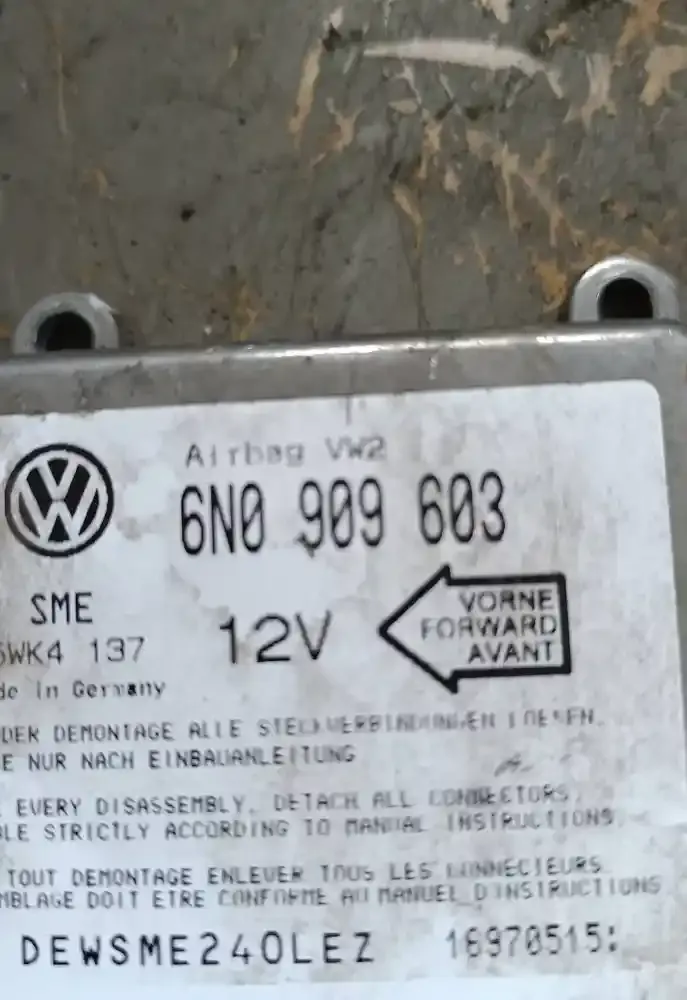 Airbag VW2
6N0 909 603
SME
12V
VORNE
FORWARD
AVANT
5WK4 137
de in Germany
DER DEMONTAGE ALLE STECKVERBINDUNGEN LOESEN.
E NUR NACH EINBAUANLEITUNG
EVERY DISASSEMBLY, DETACH ALL CONNECTORS.
BLE STRICTLY ACCORDING TO MANUAL INSTRUCTIONS.
TOUT DEMONTAGE ENLEVER TOUS LES CONNECTEURS.
MBLAGE DOIT ETRE CONFORME AU MANUEL D'INSTRUCTIONS
DEWSME240LEZ 16970515: